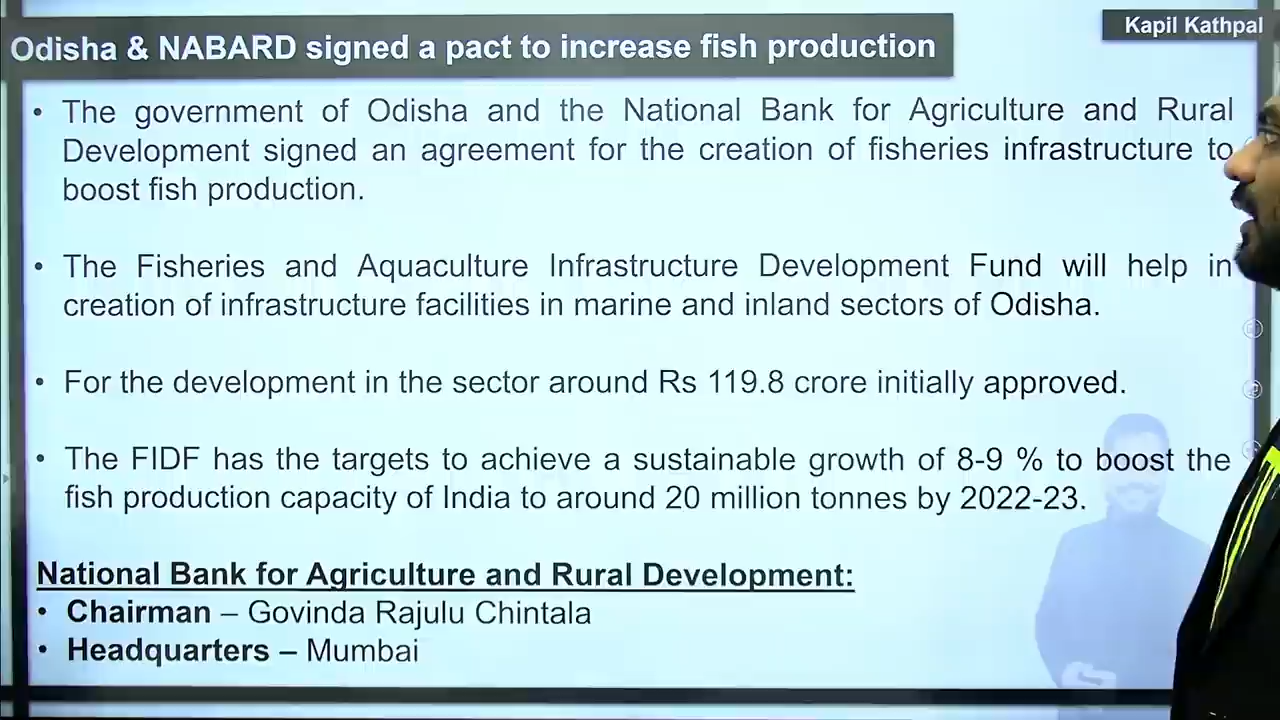 Kapil Kathpal
Odisha & NABARD signed a pact to increase fish production
• The government of Odisha and the National Bank for Agriculture and Rural
Development signed an agreement for the creation of fisheries infrastructure to
boost fish production.
• The Fisheries and Aquaculture Infrastructure Development Fund will help in
creation of infrastructure facilities in marine and inland sectors of Odisha.
• For the development in the sector around Rs 119.8 crore initially approved.
• The FIDF has the targets to achieve a sustainable growth of 8-9 % to boost the
fish production capacity of India to around 20 million tonnes by 2022-23.
National Bank for Agriculture and Rural Development:
• Chairman – Govinda Rajulu Chintala
• Headquarters – Mumbai